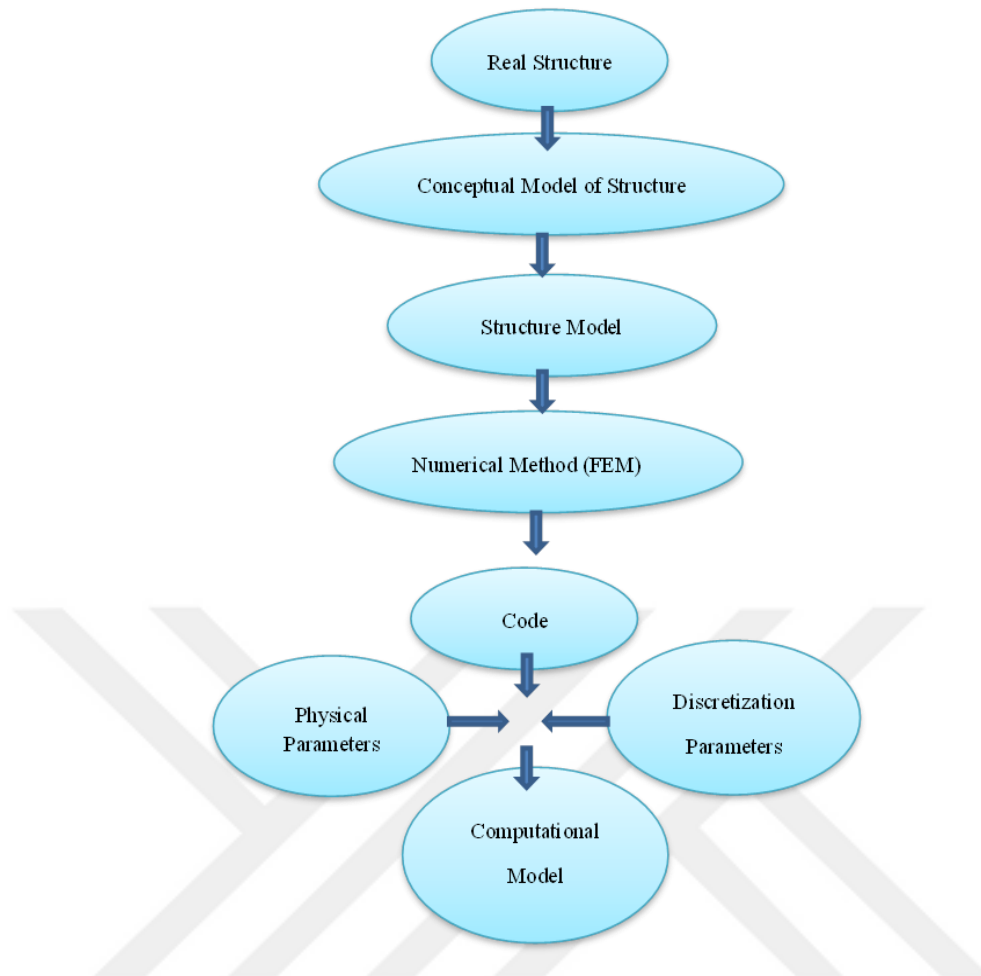 Real Structure
Conceptual Model of Structure
Structure Model
Numerical Method (FEM)
Code
Physical
Parameters
Discretization
Parameters
Computational
Model